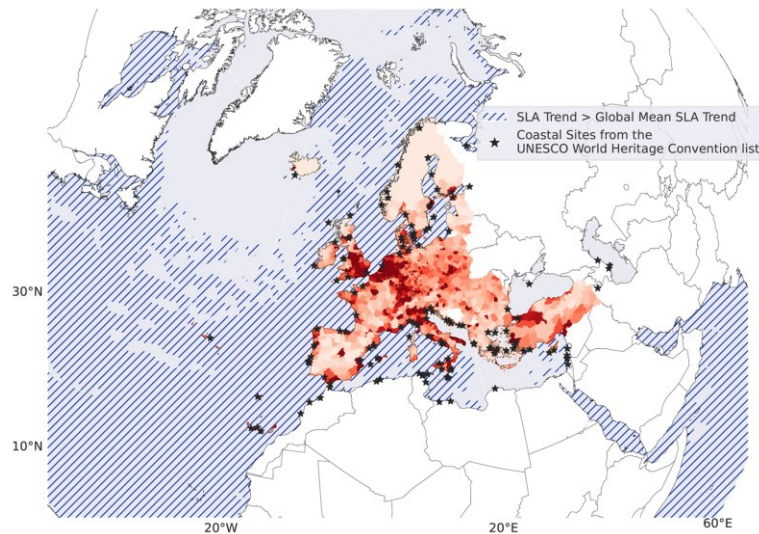 SLA Trend > Global Mean SLA Trend
Coastal Sites from the
UNESCO World Heritage Convention list
30°N
10°N
20°W
20°E
60°E